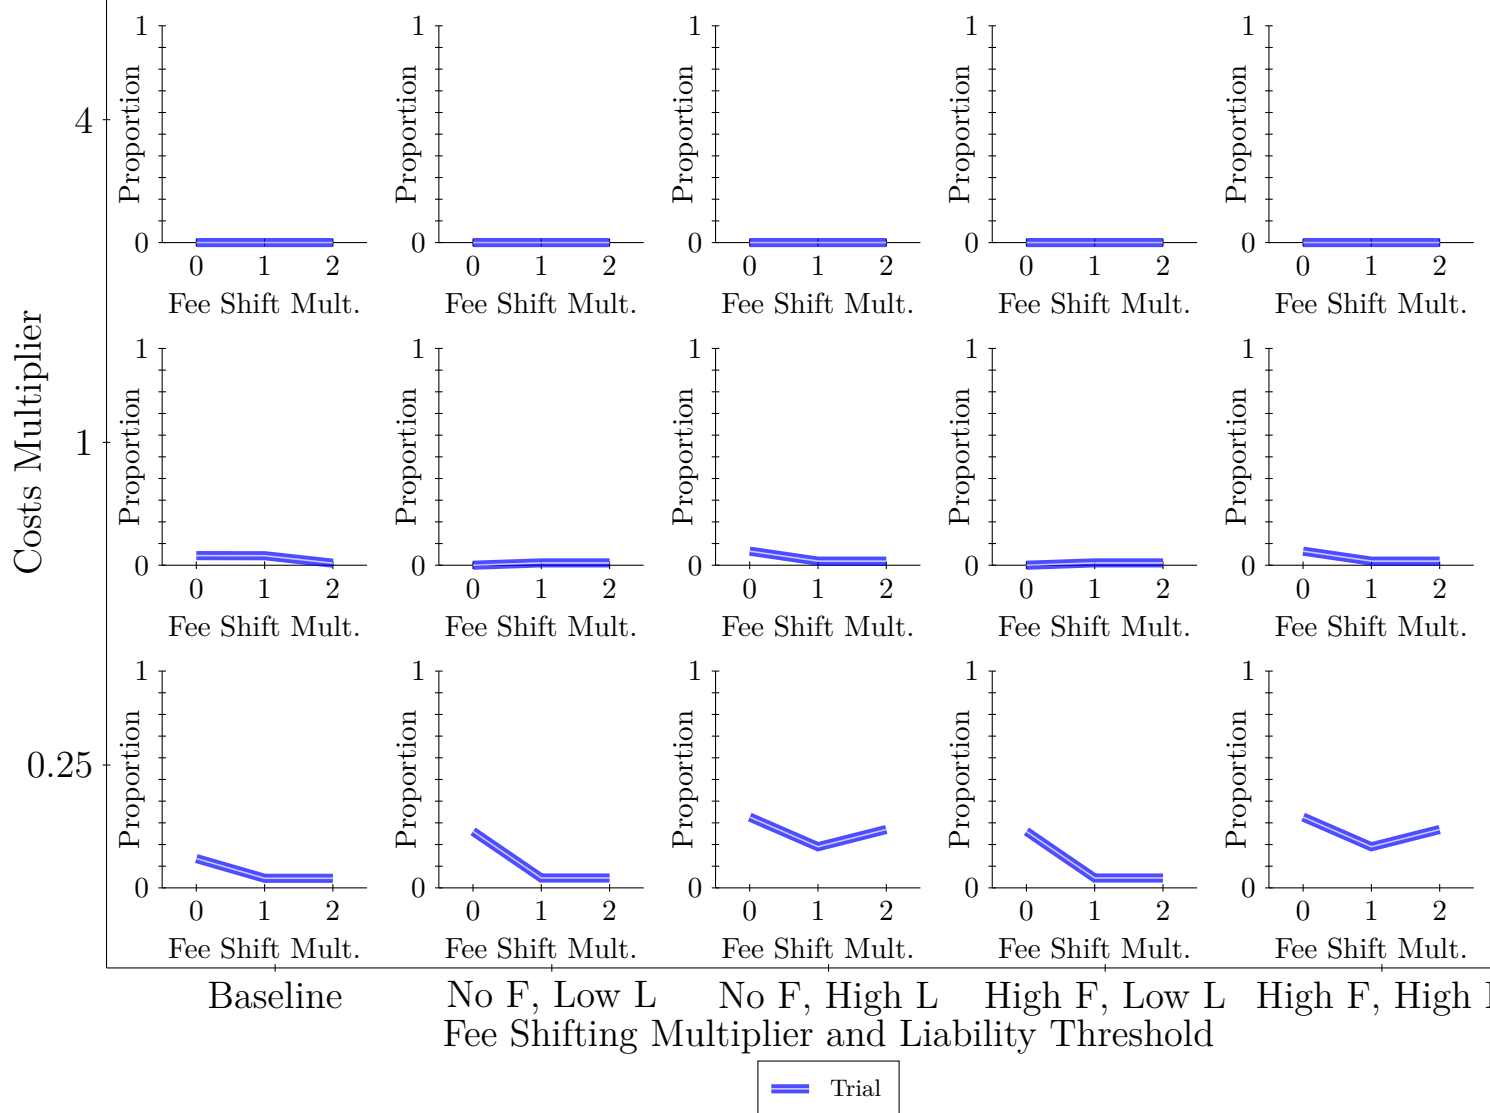 1 1 1 1 1
Proportion Proportion Proportion Proportion Proportion
4
0 0 0 0 0
0 1 2 0 1 2 0 1 2 0 1 2 0 1 2
Fee Shift Mult. Fee Shift Mult. Fee Shift Mult. Fee Shift Mult. Fee Shift Mult.
Costs Multiplier
1 1 1 1 1
Proportion Proportion Proportion Proportion Proportion
1
0 0 0 0 0
0 1 2 0 1 2 0 1 2 0 1 2 0 1 2
Fee Shift Mult. Fee Shift Mult. Fee Shift Mult. Fee Shift Mult. Fee Shift Mult.
1 1 1 1 1
Proportion Proportion Proportion Proportion Proportion
0.25
0 0 0 0 0
0 1 2 0 1 2 0 1 2 0 1 2 0 1 2
Fee Shift Mult. Fee Shift Mult. Fee Shift Mult. Fee Shift Mult. Fee Shift Mult.
Baseline No F, Low L No F, High L High F, Low L High F, High
Fee Shifting Multiplier and Liability Threshold
Trial